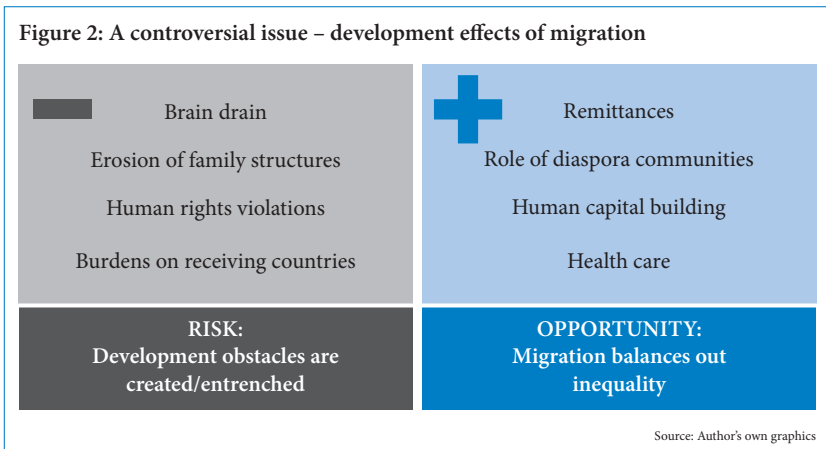 Figure 2: A controversial issue – development effects of migration
Brain drain
Erosion of family structures
Human rights violations
Burdens on receiving countries
RISK:
Development obstacles are
created/entrenched
Remittances
Role of diaspora communities
Human capital building
Health care
OPPORTUNITY:
Migration balances out
inequality
Source: Author's own graphics